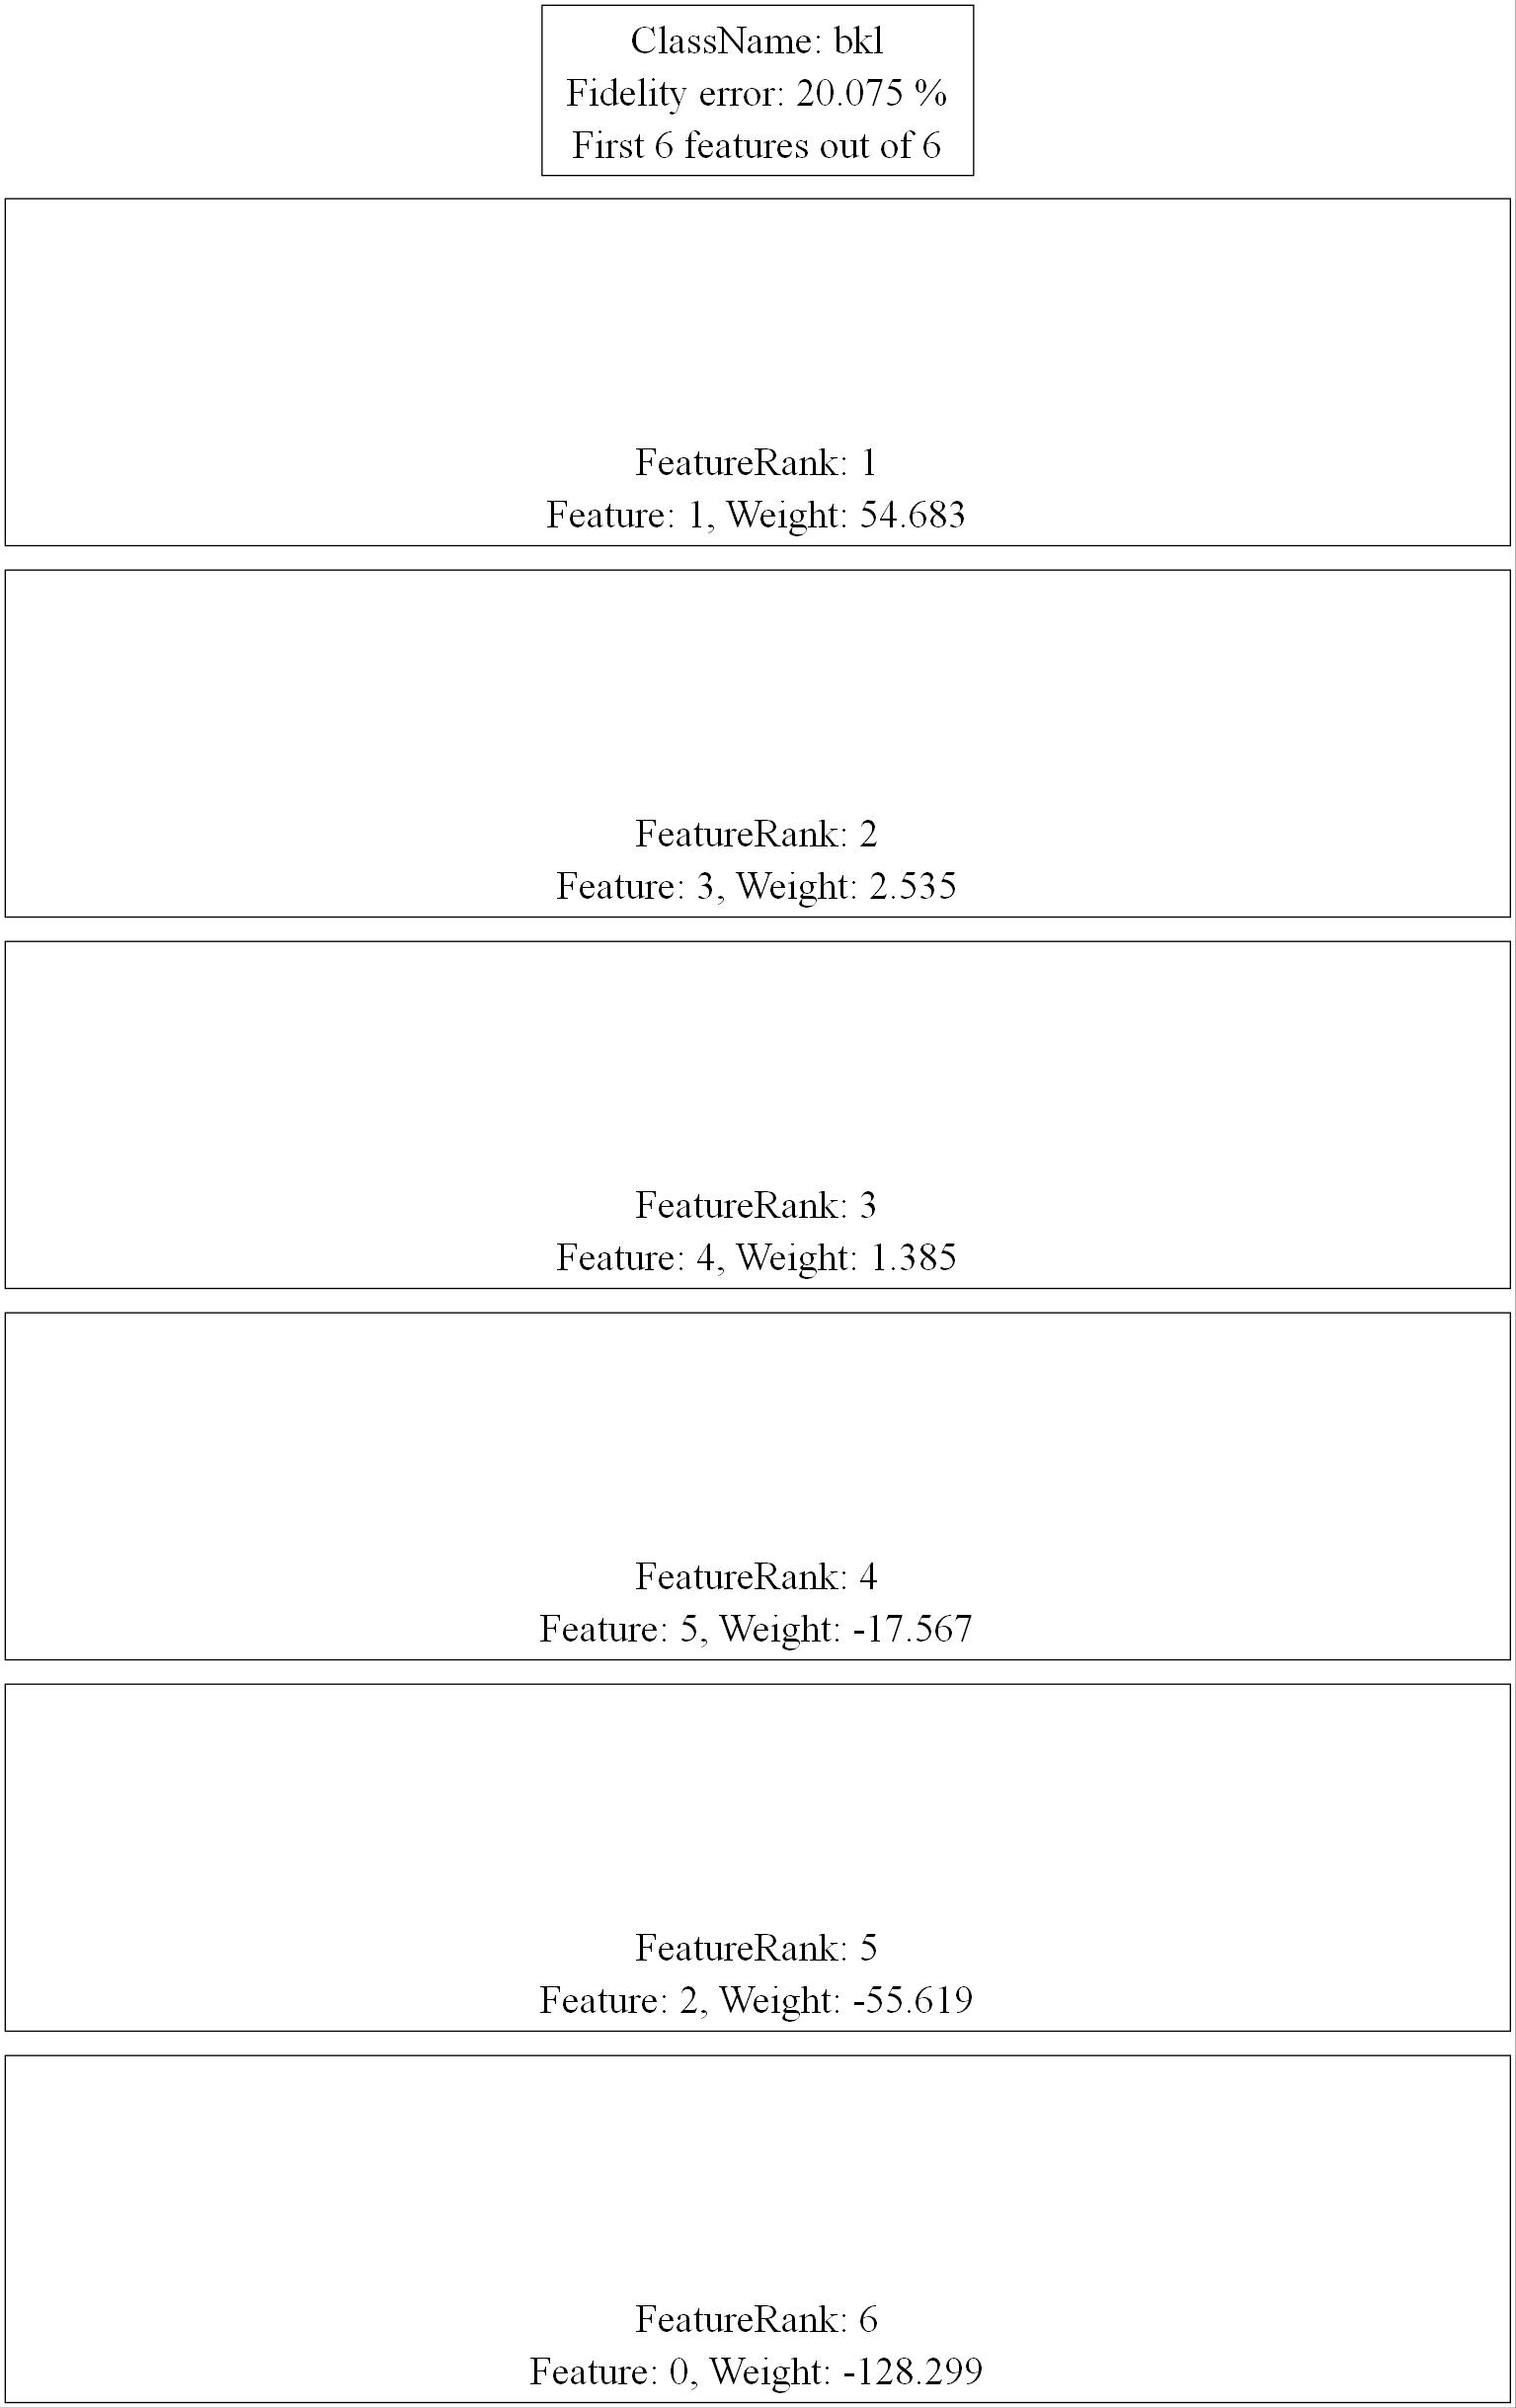 ClassName: bkl
Fidelity error: 20.075 %
First 6 features out of 6
FeatureRank: 1
Feature: 1, Weight: 54.683
FeatureRank: 2
Feature: 3, Weight: 2.535
FeatureRank: 3
Feature: 4, Weight: 1.385
FeatureRank: 4
Feature: 5, Weight: -17.567
FeatureRank: 5
Feature: 2, Weight: -55.619
FeatureRank: 6
Feature: 0, Weight: -128.299